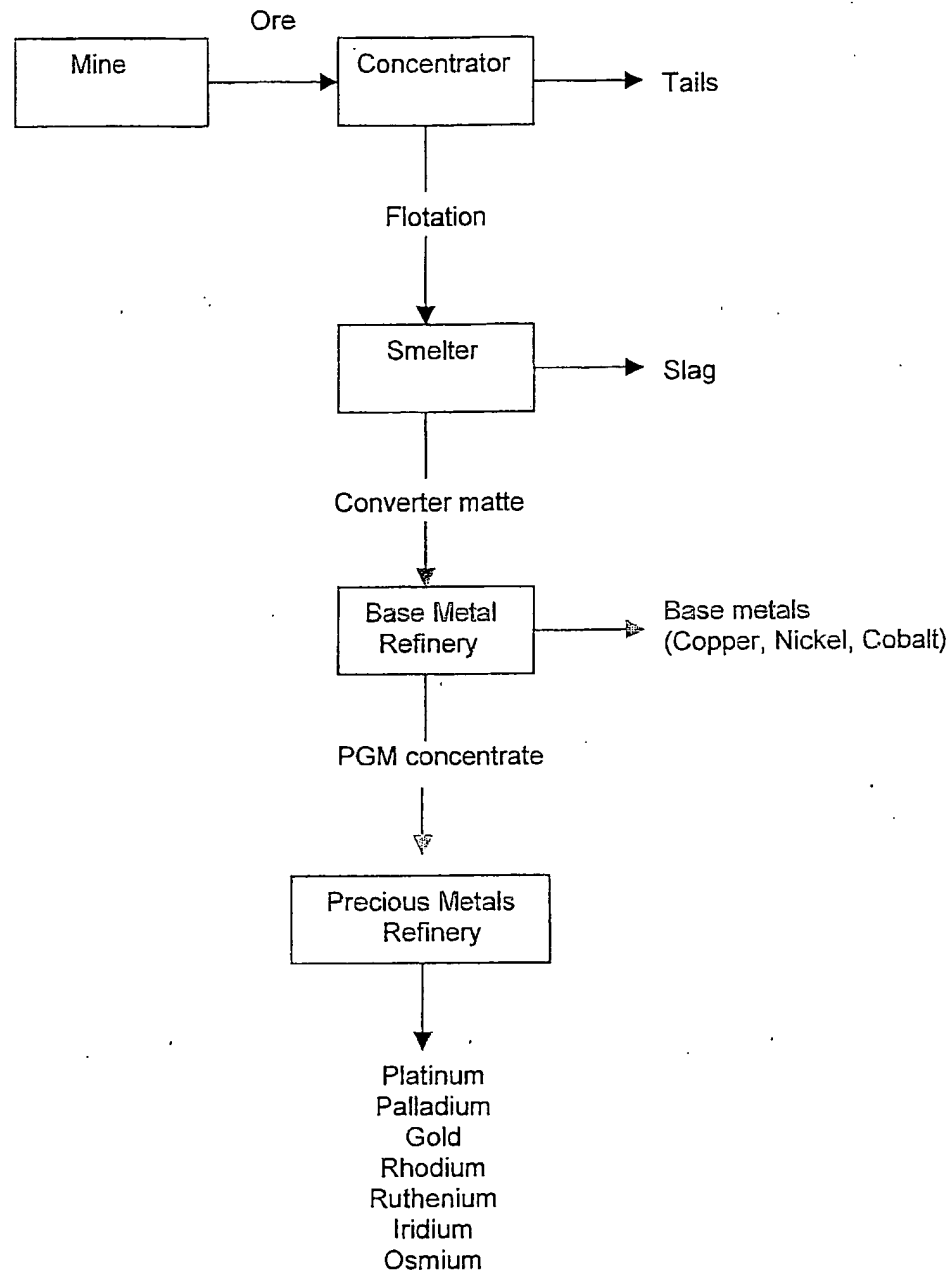 Ore
Mine
Concentrator
Tails
Flotation
Smelter
Slag
Converter matte
Base Metal
Refinery
Base metals
(Copper, Nickel, Cobalt)
PGM concentrate
Precious Metals
Refinery
Platinum
Palladium
Gold
Rhodium
Ruthenium
Iridium
Osmium